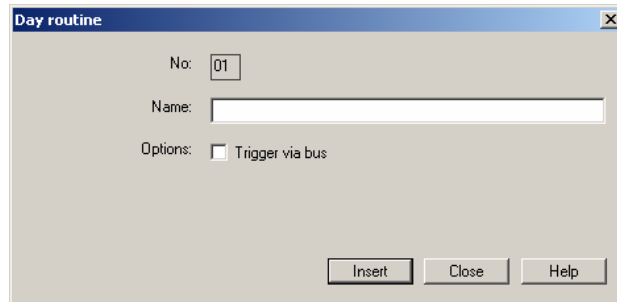 Day routine
No: 01
Name:
Options: Trigger via bus
Insert Close Help